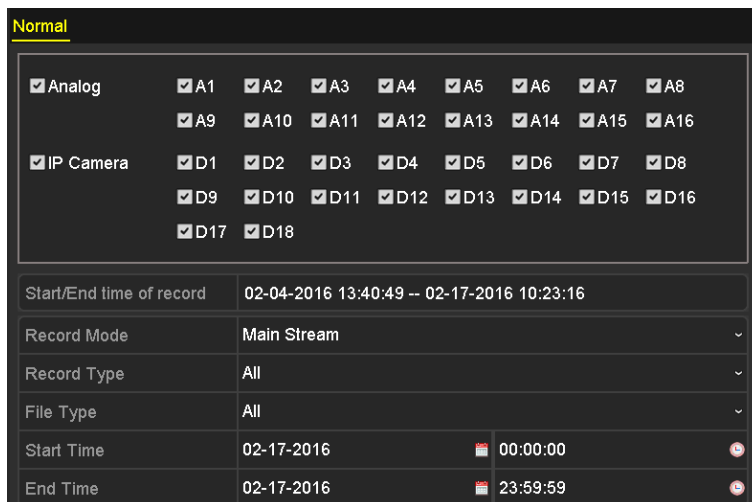 Normal
Analog A1 A2 A3 A4 A5 A6 A7 A8
A9 A10 A11 A12 A13 A14 A15 A16
IP Camera D1 D2 D3 D4 D5 D6 D7 D8
D9 D10 D11 D12 D13 D14 D15 D16
D17 D18
Start/End time of record 02-04-2016 13:40:49 -- 02-17-2016 10:23:16
Record Mode Main Stream
Record Type All
File Type All
Start Time 02-17-2016 00:00:00
End Time 02-17-2016 23:59:59